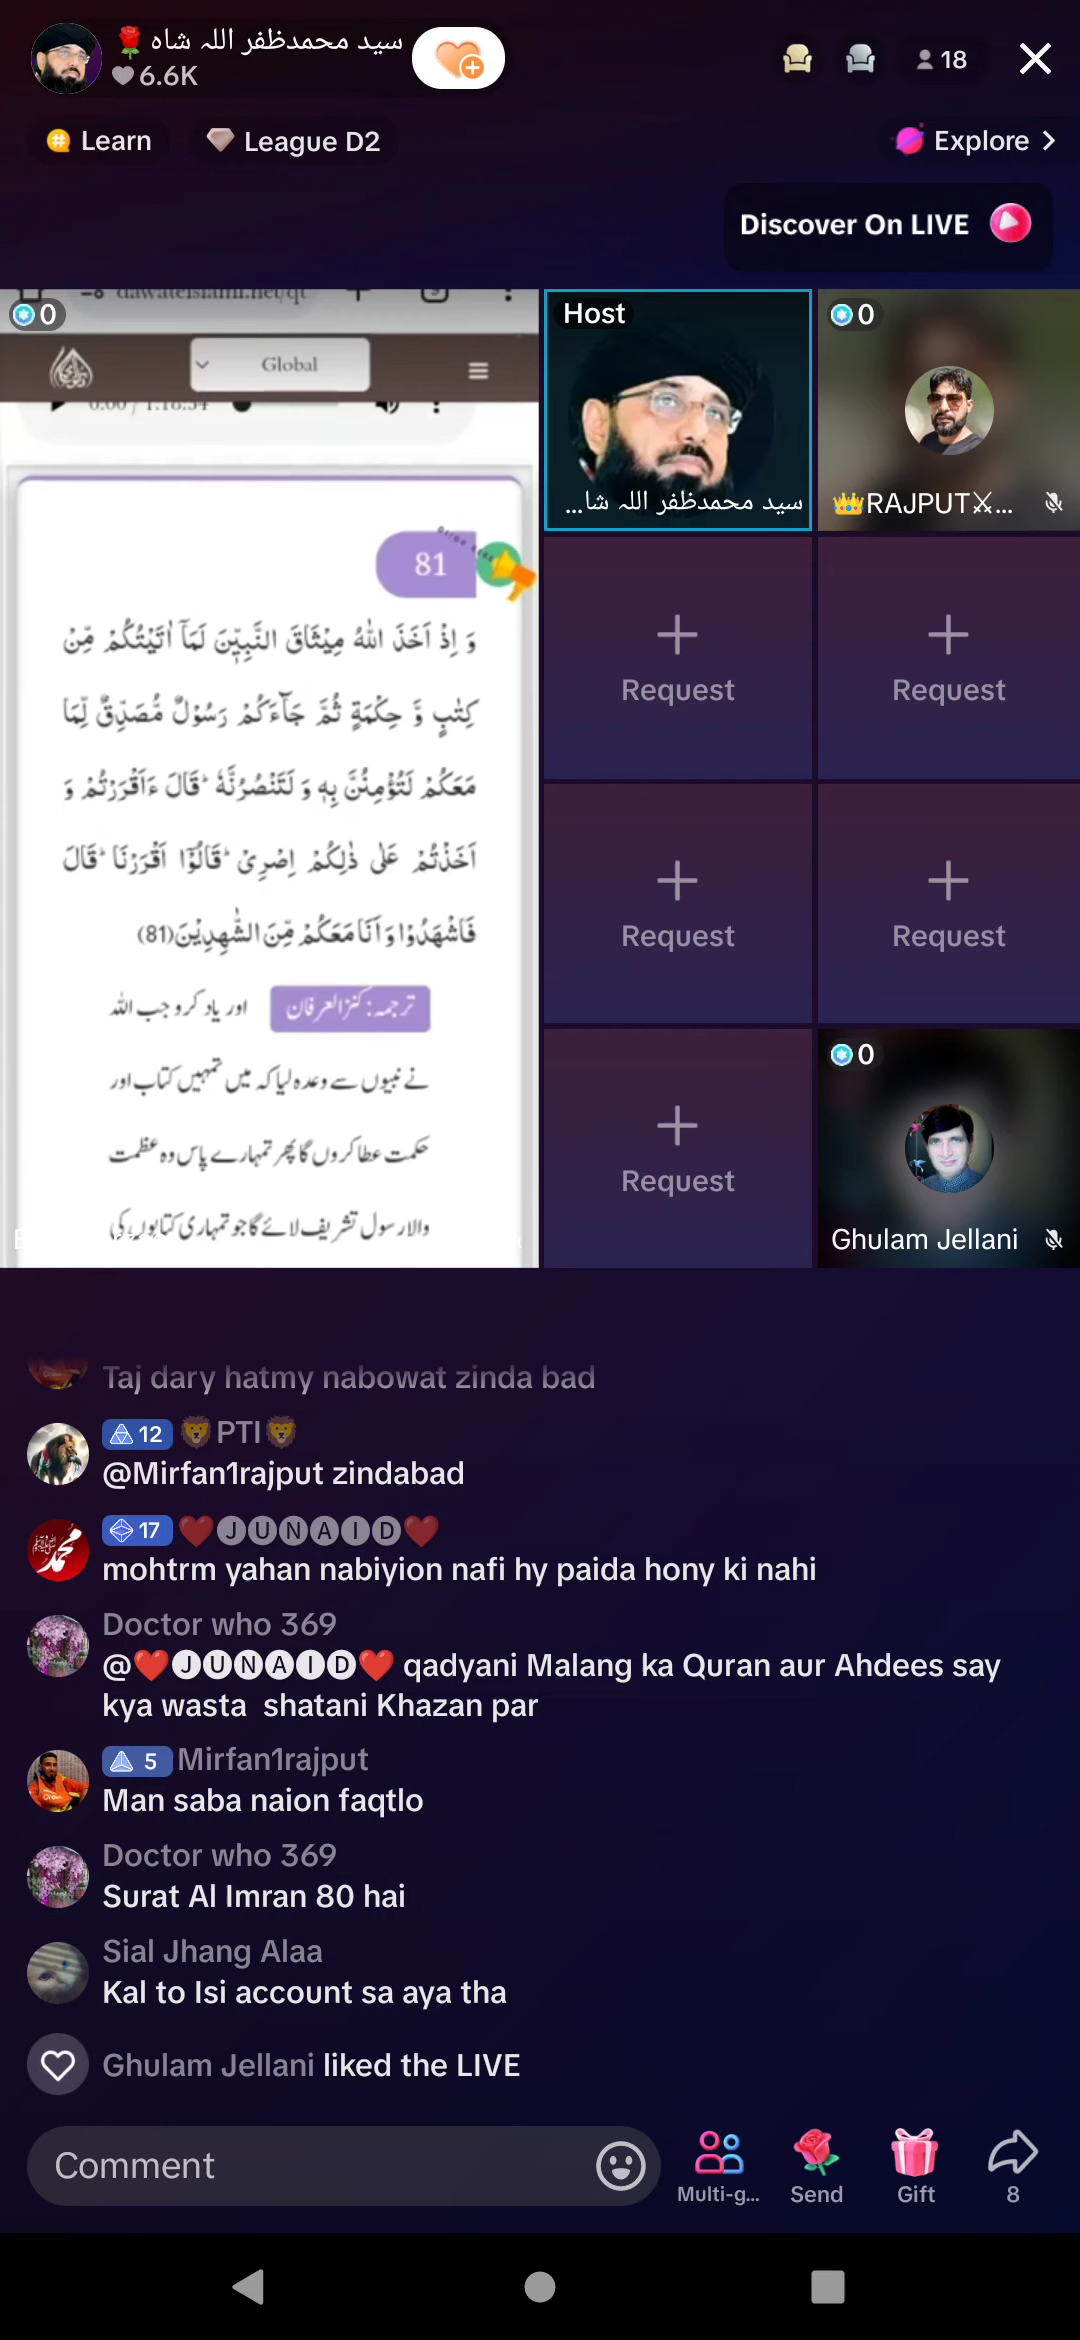 سید محمدظفر اللہ شاہ🌹
6.6K
18
Learn
League D2
Explore
Discover On LIVE
0
Global
81
وَ اِذْ اَخَذَ اللّٰهُ مِیْثَاقَ النَّبِیّٖنَ لَمَاۤ اٰتَیْتُكُمْ مِّنْ
كِتٰبٍ وَّ حِكْمَةٍ ثُمَّ جَآءَكُمْ رَسُوْلٌ مُّصَدِّقٌ لِّمَا
مَعَكُمْ لَتُؤْمِنُنَّ بِهٖ وَ لَتَنْصُرُنَّهٗؕ-قَالَ ءَاَقْرَرْتُمْ وَ
اَخَذْتُمْ عَلٰى ذٰلِكُمْ اِصْرِیْؕ-قَالُوْۤا اَقْرَرْنَاؕ-قَالَ
فَاشْهَدُوْا وَ اَنَا مَعَكُمْ مِّنَ الشّٰهِدِیْنَ(81)
ترجمہ: کنزالعرفان
اور یاد کرو جب اللہ
نے نبیوں سے وعدہ لیا کہ میں تمہیں کتاب اور
حکمت عطا کروں گا پھر تمہارے پاس وہ عظمت
والا رسول تشریف لائے گا جو تمہاری کتابوں کی
Host
سید محمدظفر اللہ شا...
0
👑RAJPUT⚔...
Request
Request
Request
Request
Request
0
Ghulam Jellani
Taj dary hatmy nabowat zinda bad
12 🦁PTI🦁
@Mirfan1rajput zindabad
17 ❤️🅙🅤🅝🅐🅘🅓❤️
mohtrm yahan nabiyion nafi hy paida hony ki nahi
Doctor who 369
@❤️🅙🅤🅝🅐🅘🅓❤️ qadyani Malang ka Quran aur Ahdees say
kya wasta  shatani Khazan par
5 Mirfan1rajput
Man saba naion faqtlo
Doctor who 369
Surat Al Imran 80 hai
Sial Jhang Alaa
Kal to Isi account sa aya tha
Ghulam Jellani liked the LIVE
Comment
Multi-g...
Send
Gift
8